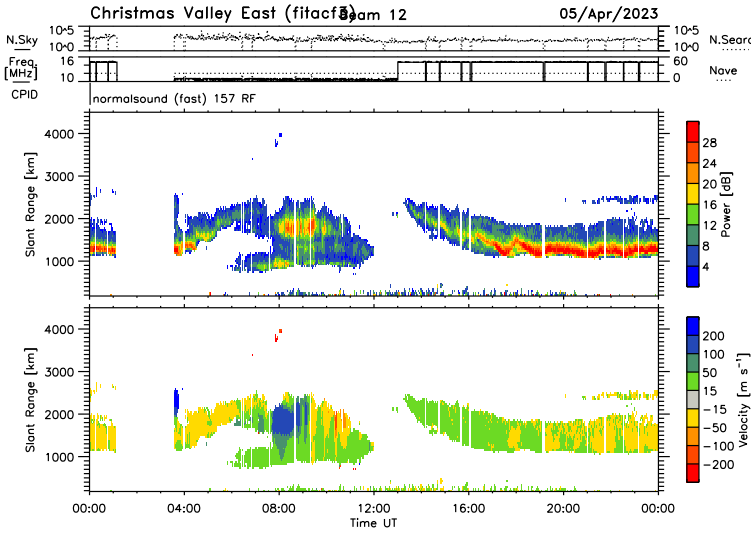 Christmas Valley East (fitacf3)
Beam 12
05/Apr/2023
N.Sky
10^5
10^0
10^5
10^0
N.Sear
Freq.
[MHz]
16
10
60
0
Nave
CPID
normalsound (fast) 157 RF
Slant Range [km]
4000
3000
2000
1000
28
24
20
16
12
8
4
Power [dB]
Slant Range [km]
4000
3000
2000
1000
200
100
50
15
-15
-50
-100
-200
Velocity [m s^-1]
00:00 04:00 08:00 12:00 16:00 20:00 00:00
Time UT